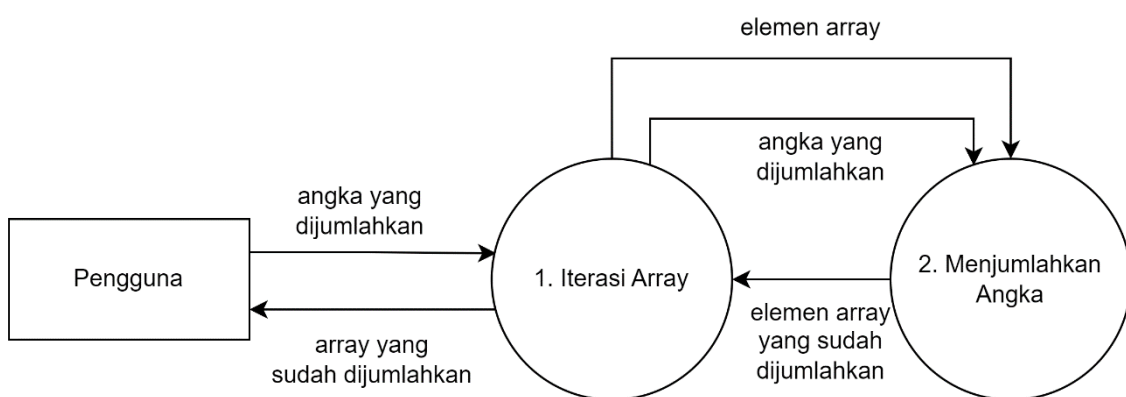 elemen array
angka yang
dijumlahkan
angka yang
dijumlahkan
Pengguna
1. Iterasi Array
2. Menjumlahkan
Angka
array yang
sudah dijumlahkan
elemen array
yang sudah
dijumlahkan